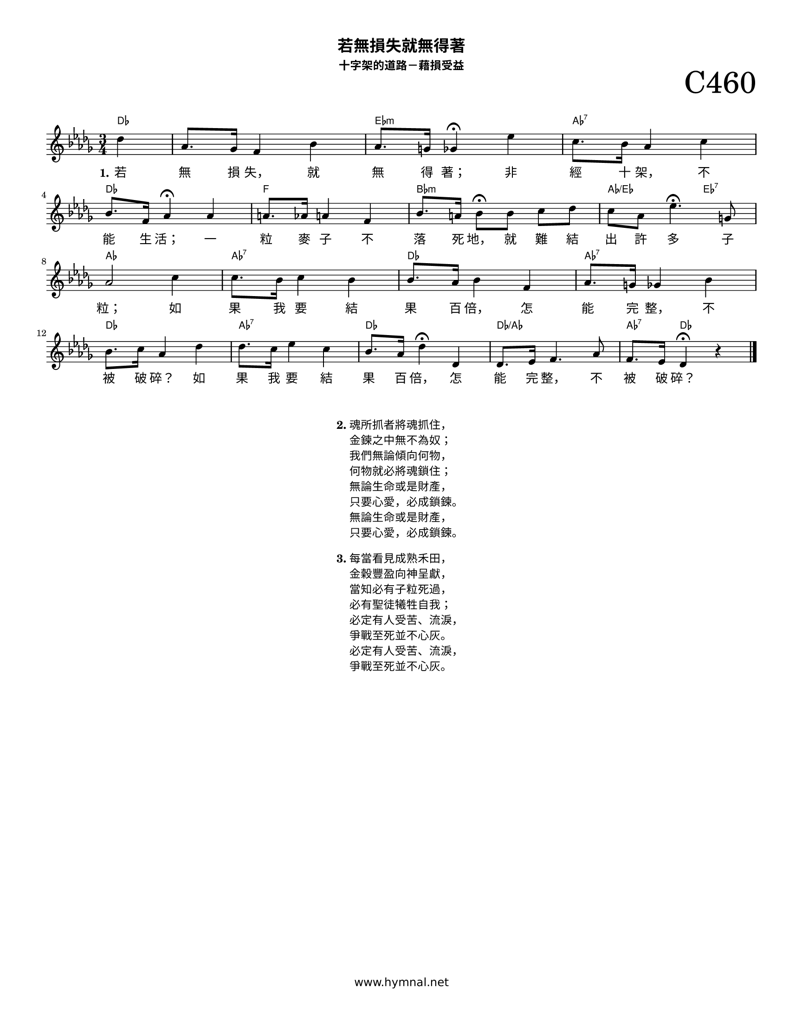 若無損失就無得著
十字架的道路－藉損受益
C460
D♭ E♭m A♭7
1. 若 無 損失， 就 無 得著； 非 經 十架， 不
4 D♭ F B♭m A♭/E♭ E♭7
能 生活； 一 粒 麥子 不 落 死地， 就 難 結 出 許 多 子
8 A♭ A♭7 D♭ A♭7
粒； 如 果 我要 結 果 百倍， 怎 能 完整， 不
12 D♭ A♭7 D♭ D♭/A♭ A♭7 D♭
被 破碎？ 如 果 我要 結 果 百倍， 怎 能 完整， 不 被 破碎？
2. 魂所抓者將魂抓住，
金鍊之中無不為奴；
我們無論傾向何物，
何物就必將魂鎖住；
無論生命或是財產，
只要心愛，必成鎖鍊。
無論生命或是財產，
只要心愛，必成鎖鍊。
3. 每當看見成熟禾田，
金穀豐盈向神呈獻，
當知必有子粒死過，
必有聖徒犧牲自我；
必定有人受苦、流淚，
爭戰至死並不心灰。
必定有人受苦、流淚，
爭戰至死並不心灰。
www.hymnal.net